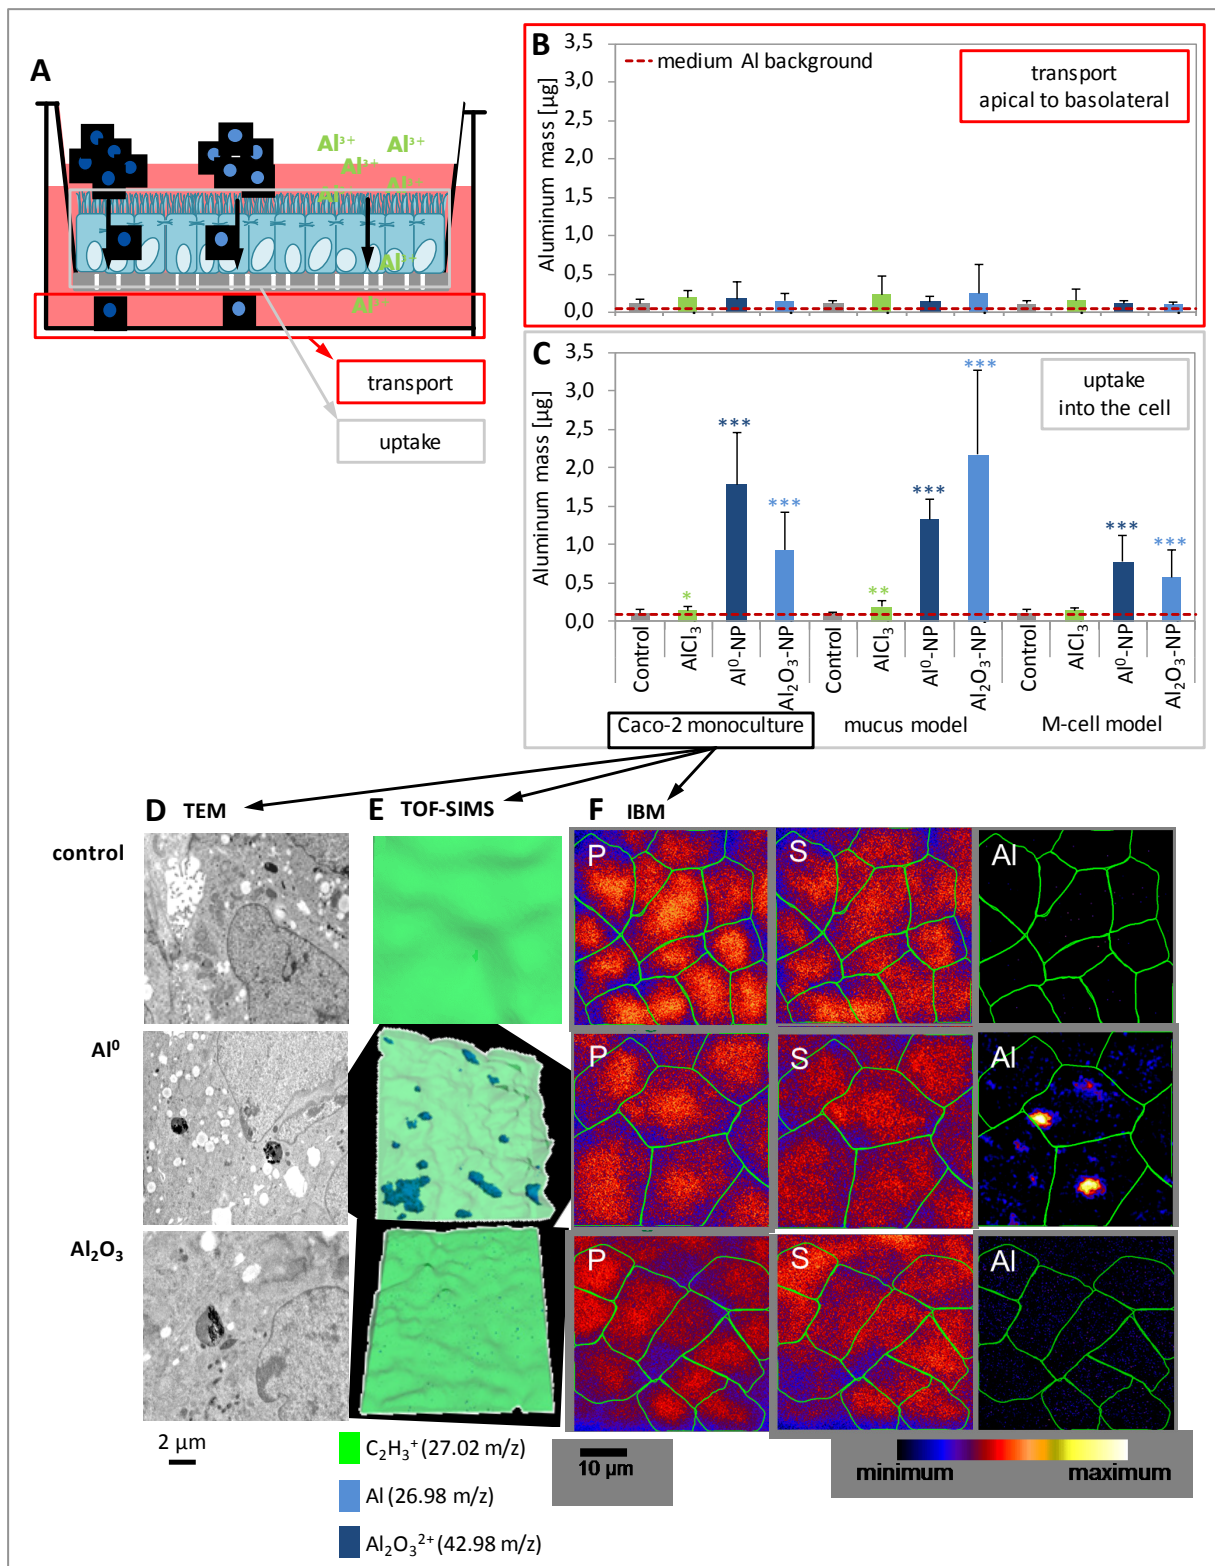 A
Al³⁺
Al³⁺
Al³⁺
Al³⁺
Al³⁺
Al³⁺
Al³⁺
transport
uptake
B
3,5
3,0
2,5
2,0
1,5
1,0
0,5
0,0
Aluminum mass [µg]
medium Al background
transport
apical to basolateral
C
3,5
3,0
2,5
2,0
1,5
1,0
0,5
0,0
Aluminum mass [µg]
uptake
into the cell
*
***
***
**
***
***
***
***
Control
AlCl₃
Al⁰-NP
Al₂O₃-NP
Control
AlCl₃
Al⁰-NP
Al₂O₃-NP
Control
AlCl₃
Al⁰-NP
Al₂O₃-NP
Caco-2 monoculture
mucus model
M-cell model
D TEM
E TOF-SIMS
F IBM
control
P
S
Al
Al⁰
P
S
Al
Al₂O₃
P
S
Al
2 µm
C₂H₃⁺ (27.02 m/z)
Al (26.98 m/z)
Al₂O₃²⁺ (42.98 m/z)
10 µm
minimum
maximum